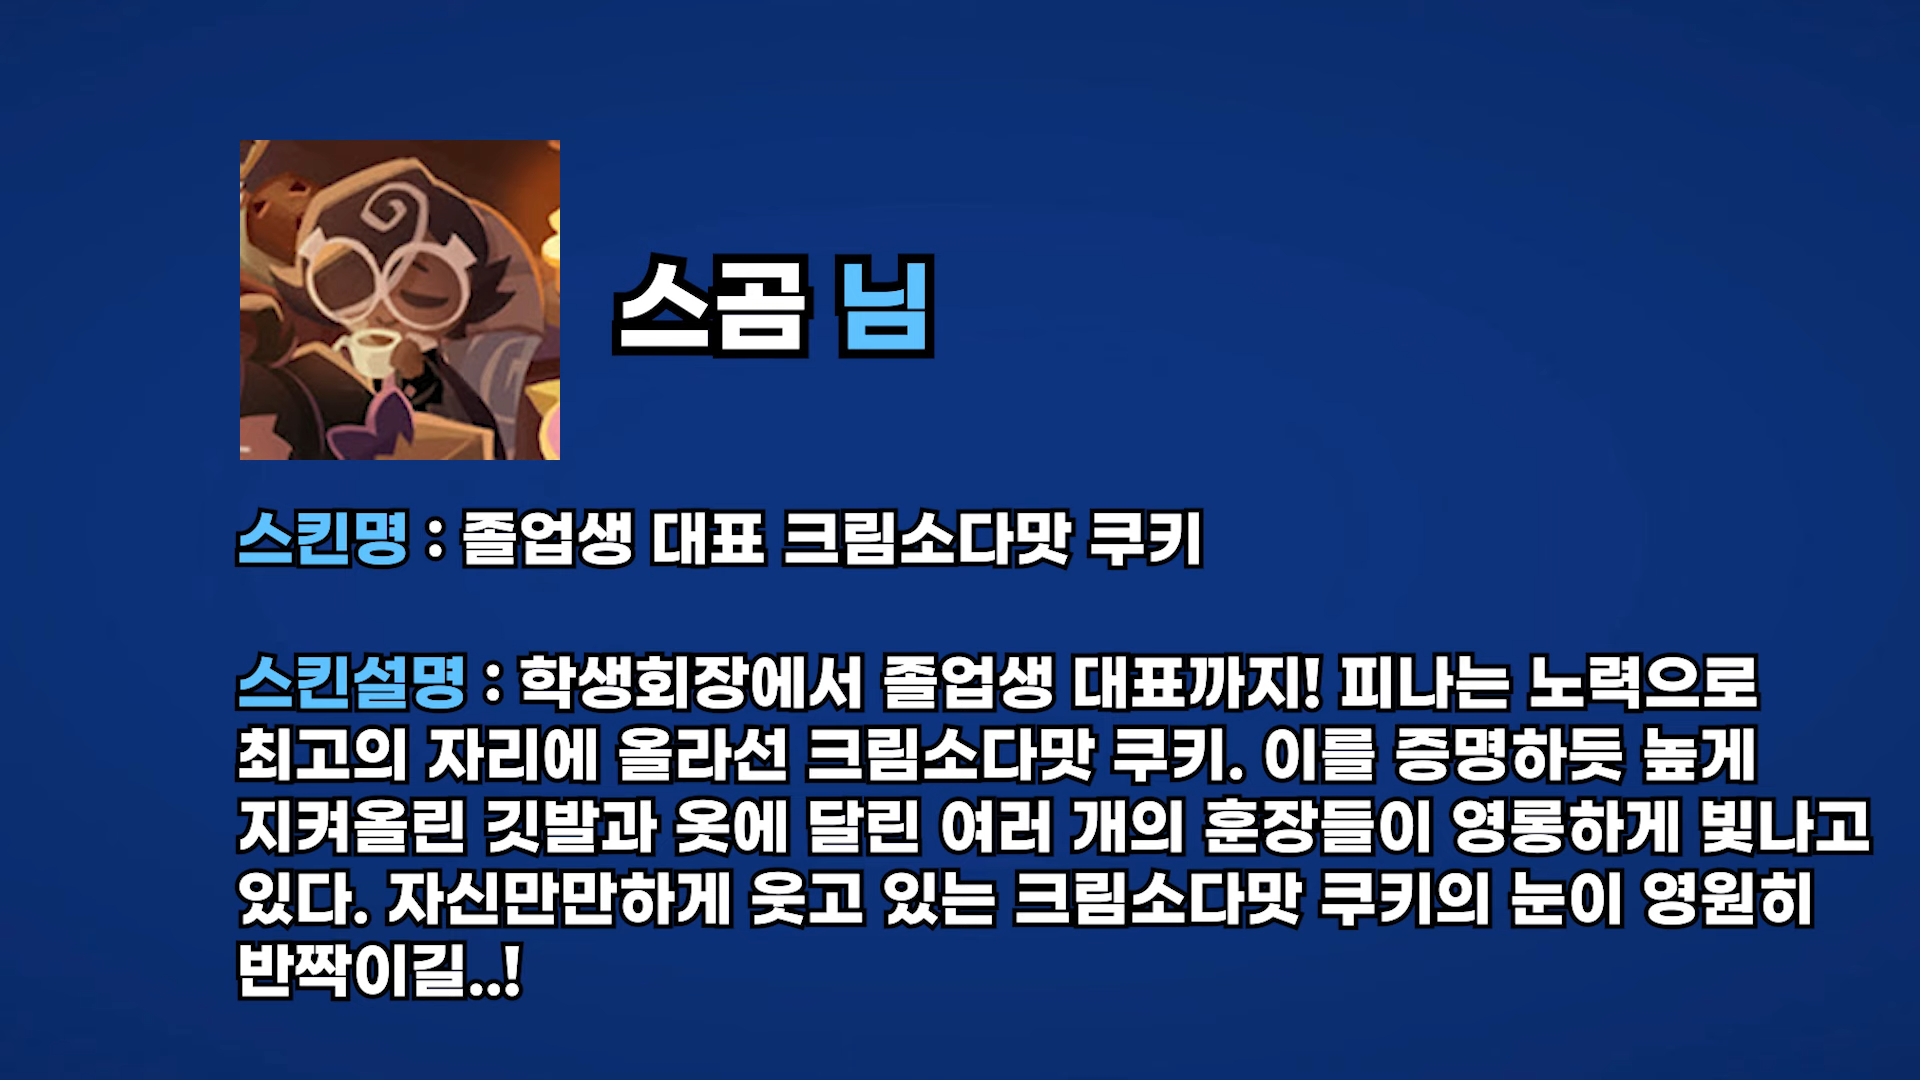 스곰 님
스킨명 : 졸업생 대표 크림소다맛 쿠키
스킨설명 : 학생회장에서 졸업생 대표까지! 피나는 노력으로
최고의 자리에 올라선 크림소다맛 쿠키. 이를 증명하듯 높게
지켜올린 깃발과 옷에 달린 여러 개의 훈장들이 영롱하게 빛나고
있다. 자신만만하게 웃고 있는 크림소다맛 쿠키의 눈이 영원히
반짝이길..!